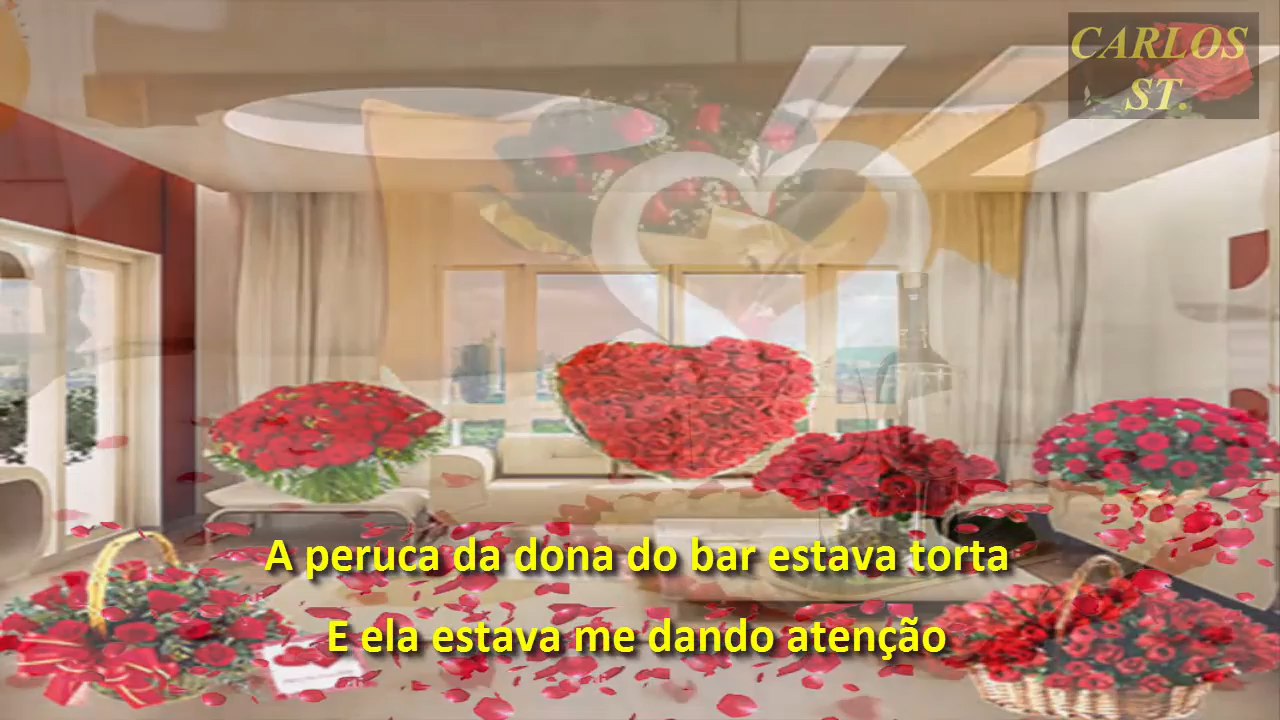 CARLOS
ST.
A peruca da dona do bar estava torta
E ela estava me dando atenção